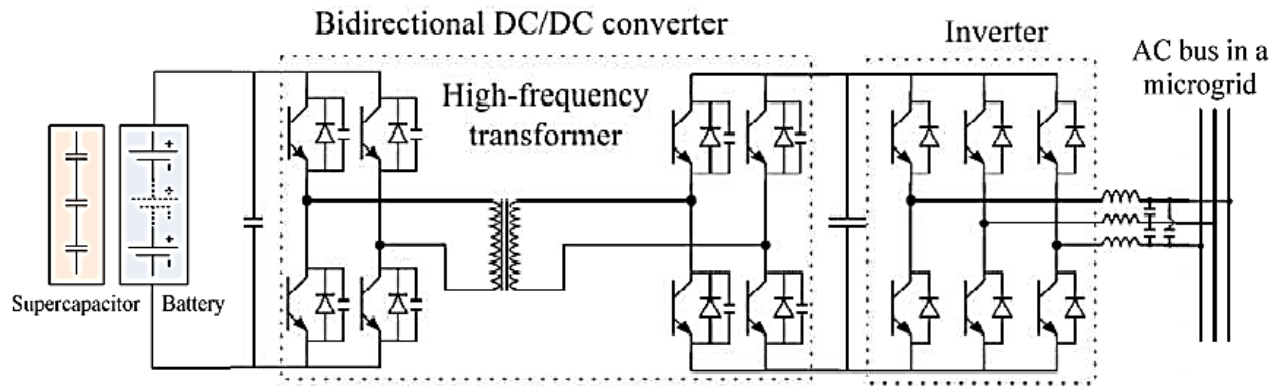 Bidirectional DC/DC converter
Inverter
AC bus in a
microgrid
High-frequency
transformer
Supercapacitor
Battery